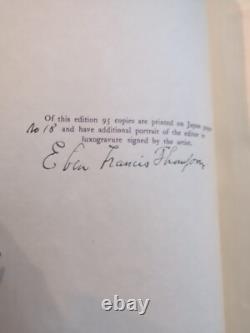 Of this edition 95 copies are printed on Japan
No 18 and have additional portrait of the editor in
luxogravure signed by the artist.
Eben Francis Thompson
ebay